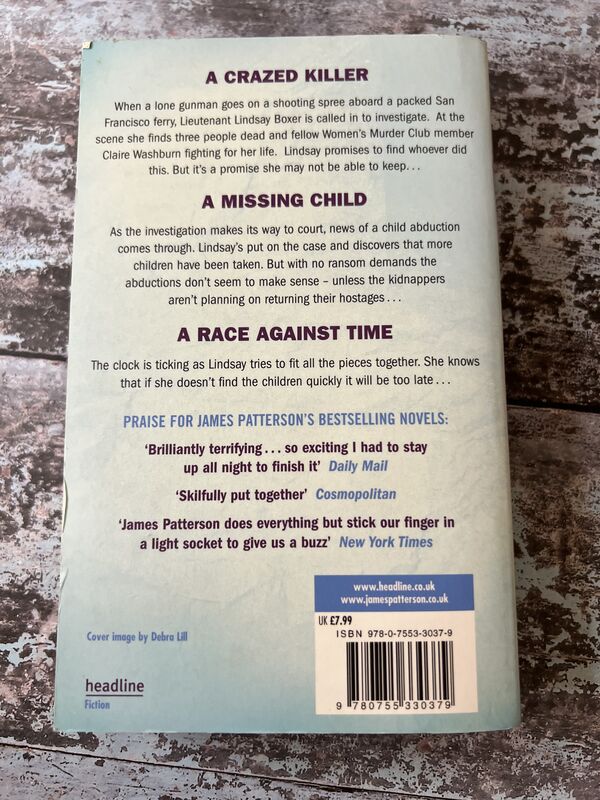 A CRAZED KILLER
When a lone gunman goes on a shooting spree aboard a packed San
Francisco ferry, Lieutenant Lindsay Boxer is called in to investigate. At the
scene she finds three people dead and fellow Women's Murder Club member
Claire Washburn fighting for her life. Lindsay promises to find whoever did
this. But it's a promise she may not be able to keep...
A MISSING CHILD
As the investigation makes its way to court, news of a child abduction
comes through. Lindsay's put on the case and discovers that more
children have been taken. But with no ransom demands the
abductions don't seem to make sense – unless the kidnappers
aren't planning on returning their hostages...
A RACE AGAINST TIME
The clock is ticking as Lindsay tries to fit all the pieces together. She knows
that if she doesn't find the children quickly it will be too late...
PRAISE FOR JAMES PATTERSON'S BESTSELLING NOVELS:
'Brilliantly terrifying... so exciting I had to stay
up all night to finish it' Daily Mail
'Skilfully put together' Cosmopolitan
'James Patterson does everything but stick our finger in
a light socket to give us a buzz' New York Times
www.headline.co.uk
www.jamespatterson.co.uk
UK £7.99
ISBN 978-0-7553-3037-9
9 780755 330379
Cover image by Debra Lill
headline
Fiction